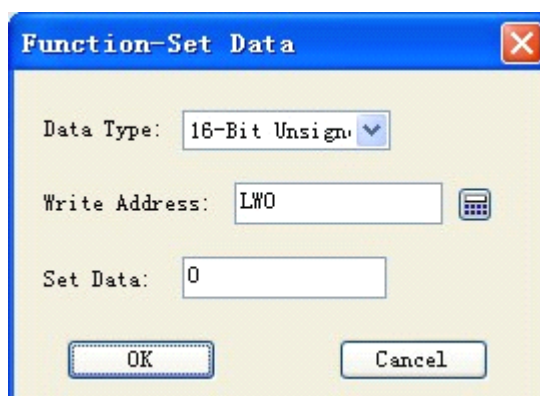 Function-Set Data
Data Type: 16-Bit Unsign
Write Address: LW0
Set Data: 0
OK Cancel